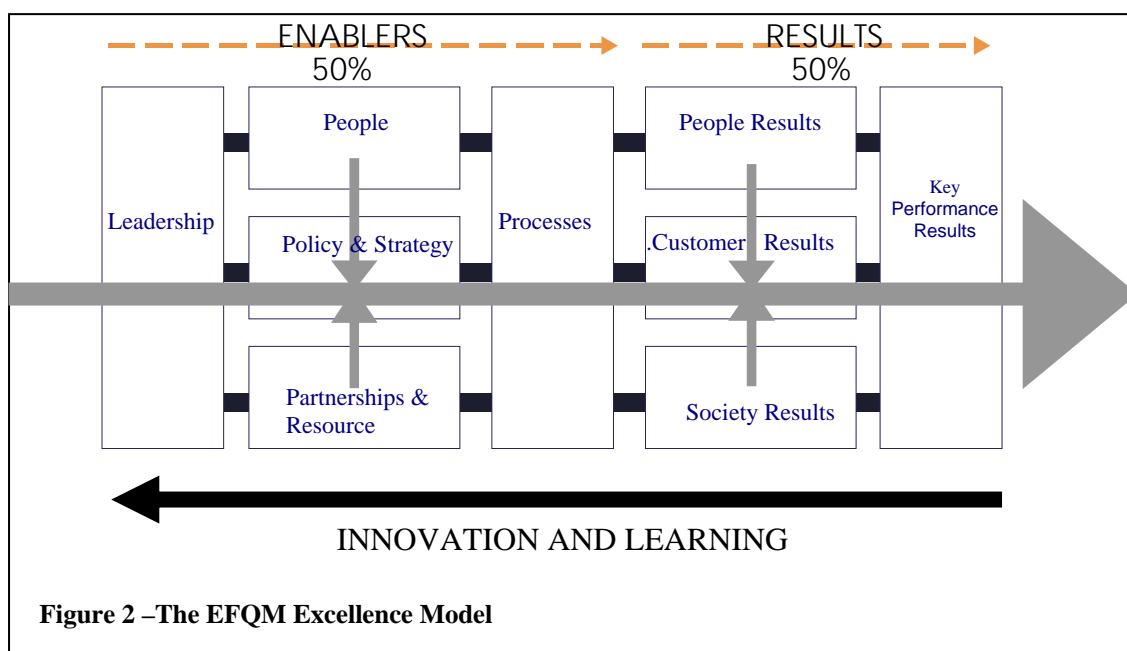 ENABLERS
50%
RESULTS
50%
Leadership
People
Policy & Strategy
Partnerships &
Resource
Processes
People Results
.Customer Results
Society Results
Key
Performance
Results
INNOVATION AND LEARNING
Figure 2 –The EFQM Excellence Model